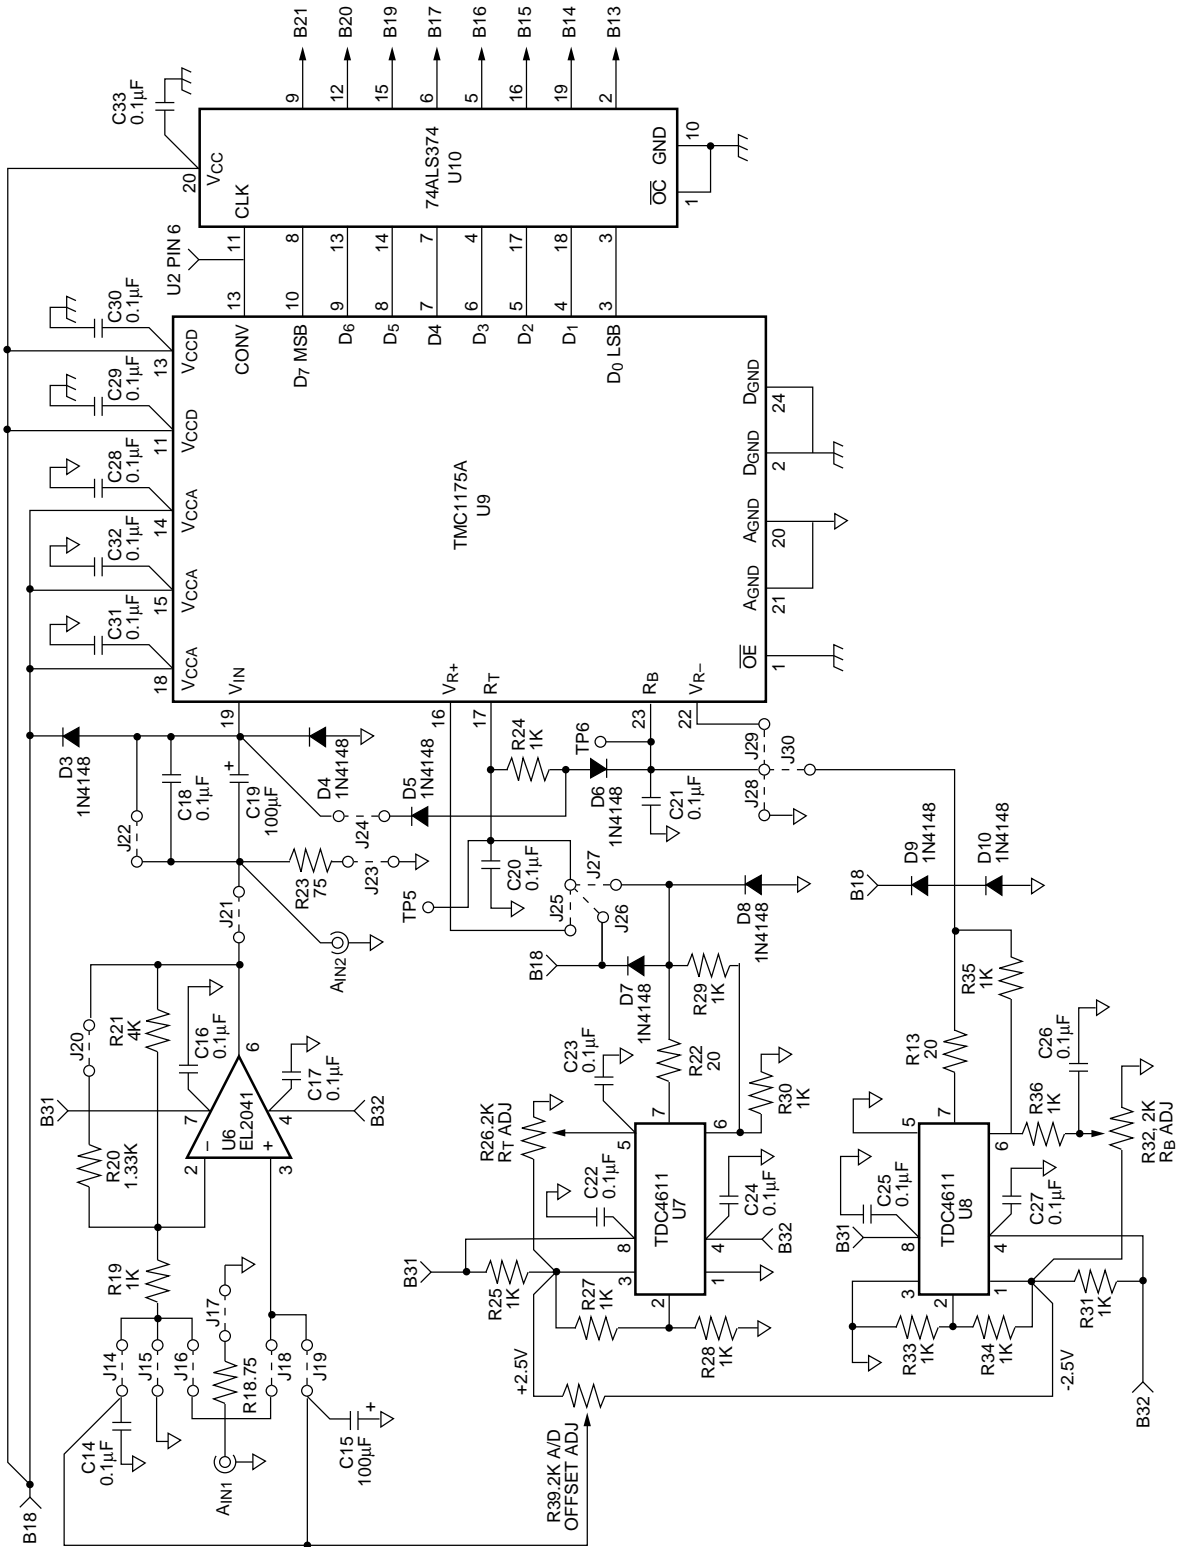 B21
B20
B19
B17
B16
B15
B14
B13
9
12
15
6
5
16
19
2
C33
0.1µF
20
VCC
CLK
74ALS374
U10
OC
GND
1
10
U2 PIN 6
11
8
13
14
7
4
17
18
3
13
10
9
8
7
6
5
4
3
CONV
D7 MSB
D6
D5
D4
D3
D2
D1
D0 LSB
C30
0.1µF
13
VCCD
C29
0.1µF
11
VCCD
C28
0.1µF
14
VCCA
C32
0.1µF
15
VCCA
C31
0.1µF
18
VCCA
TMC1175A
U9
DGND
24
DGND
2
AGND
20
AGND
21
OE
1
VIN
19
VR+
16
RT
17
RB
23
VR–
22
D3
1N4148
C18
0.1µF
+
C19
100µF
D4
1N4148
J22
J24
D5
1N4148
R23
75
J23
J21
AIN2
R24
1K
D6
1N4148
TP6
C21
0.1µF
J29
J28
J30
TP5
C20
0.1µF
J25
J27
J26
B18
D7
1N4148
D8
1N4148
R29
1K
R22
20
B18
D9
1N4148
D10
1N4148
R35
1K
R13
20
J20
R21
4K
C16
0.1µF
C17
0.1µF
6
B31
7
U6
EL2041
–
+
4
B32
2
3
R20
1.33K
R19
1K
J17
J14
J15
J16
R18.75
J18
J19
C14
0.1µF
AIN1
C15
100µF
+
B18
C23
0.1µF
R26.2K
RT ADJ
5
7
6
R30
1K
C22
0.1µF
TDC4611
U7
C24
0.1µF
8
3
2
1
4
B32
B31
R25
1K
R27
1K
R28
1K
+2.5V
R39.2K A/D
OFFSET ADJ
-2.5V
5
7
6
R36
1K
C26
0.1µF
R32, 2K
RB ADJ
C25
0.1µF
B31
8
TDC4611
U8
C27
0.1µF
4
3
2
1
R33
1K
R34
1K
R31
1K
B32